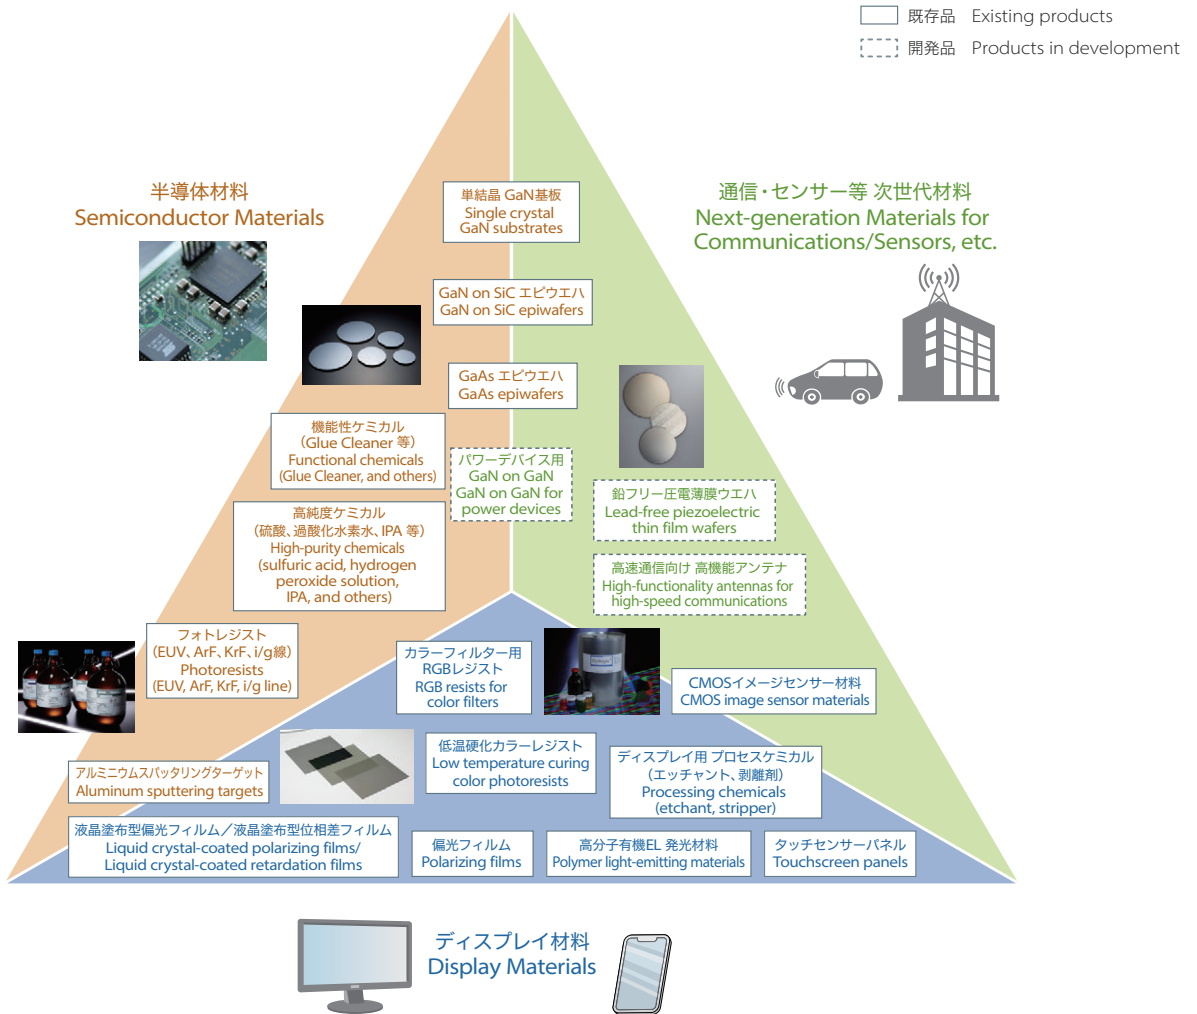 既存品 Existing products
開発品 Products in development
半導体材料
Semiconductor Materials
通信・センサー等 次世代材料
Next-generation Materials for
Communications/Sensors, etc.
単結晶 GaN基板
Single crystal
GaN substrates
GaN on SiC エピウエハ
GaN on SiC epiwafers
GaAs エピウエハ
GaAs epiwafers
機能性ケミカル
（Glue Cleaner 等）
Functional chemicals
(Glue Cleaner, and others)
パワーデバイス用
GaN on GaN
GaN on GaN for
power devices
鉛フリー圧電薄膜ウエハ
Lead-free piezoelectric
thin film wafers
高純度ケミカル
（硫酸、過酸化水素水、IPA 等）
High-purity chemicals
(sulfuric acid, hydrogen
peroxide solution,
IPA, and others)
高速通信向け 高機能アンテナ
High-functionality antennas for
high-speed communications
フォトレジスト
（EUV、ArF、KrF、i/g線）
Photoresists
(EUV, ArF, KrF, i/g line)
カラーフィルター用
RGBレジスト
RGB resists for
color filters
CMOSイメージセンサー材料
CMOS image sensor materials
アルミニウムスパッタリングターゲット
Aluminum sputtering targets
低温硬化カラーレジスト
Low temperature curing
color photoresists
ディスプレイ用 プロセスケミカル
（エッチャント、剥離剤）
Processing chemicals
(etchant, stripper)
液晶塗布型偏光フィルム／液晶塗布型位相差フィルム
Liquid crystal-coated polarizing films/
Liquid crystal-coated retardation films
偏光フィルム
Polarizing films
高分子有機EL 発光材料
Polymer light-emitting materials
タッチセンサーパネル
Touchscreen panels
ディスプレイ材料
Display Materials